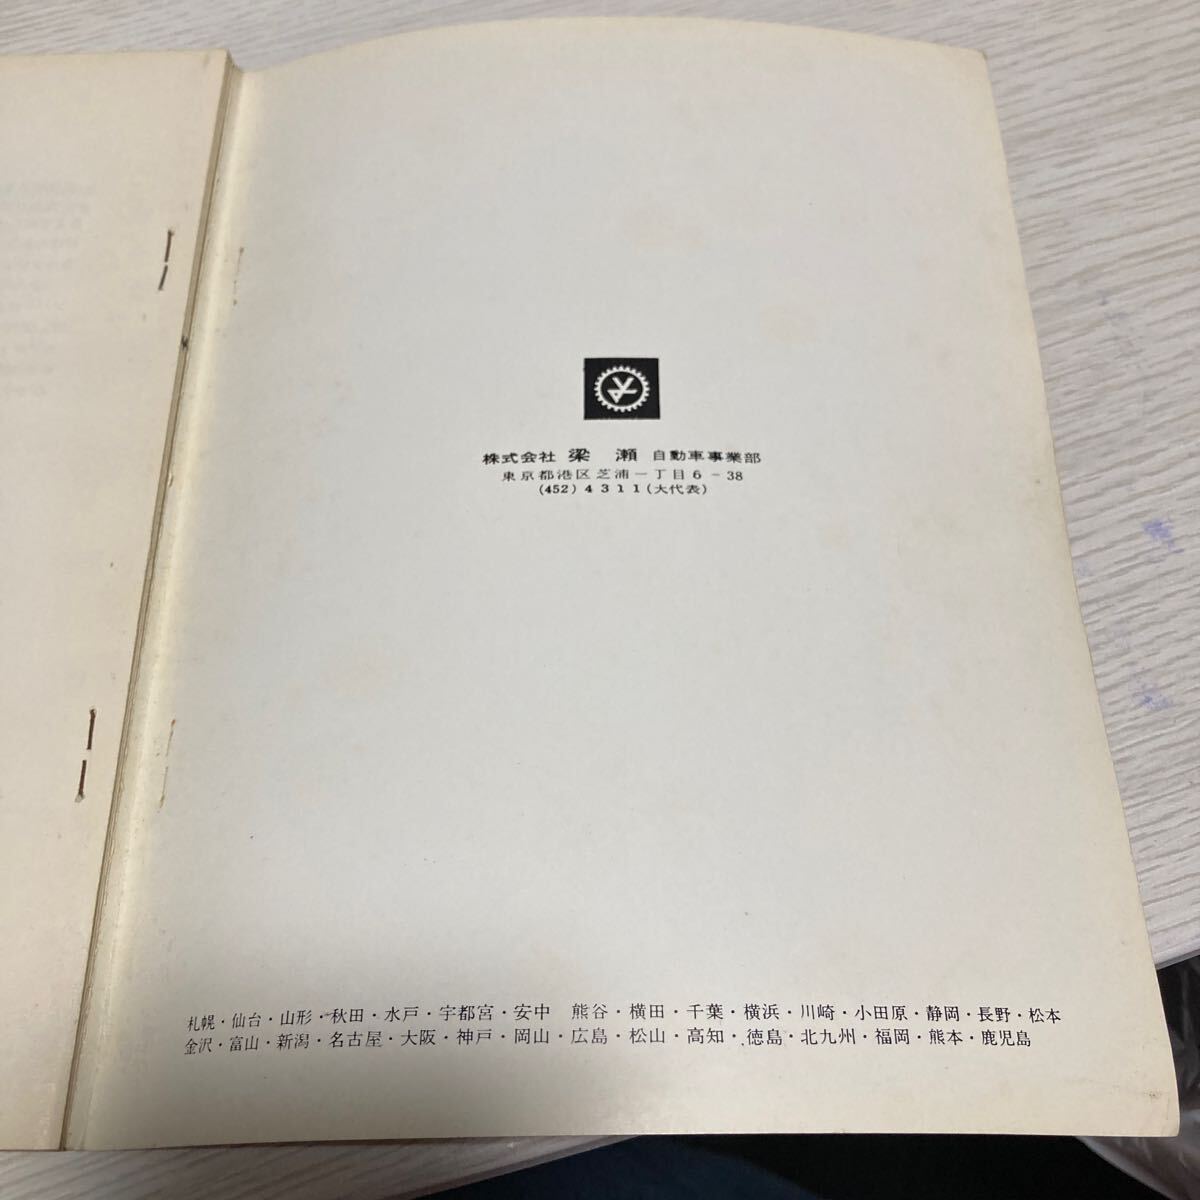 株式会社 梁 瀬 自動車事業部
東京都港区芝浦一丁目6-38
(452)4311(大代表)
札幌・仙台・山形・秋田・水戸・宇都宮・安中 熊谷・横田・千葉・横浜・川崎・小田原・静岡・長野・松本
金沢・富山・新潟・名古屋・大阪・神戸・岡山・広島・松山・高知・徳島・北九州・福岡・熊本・鹿児島